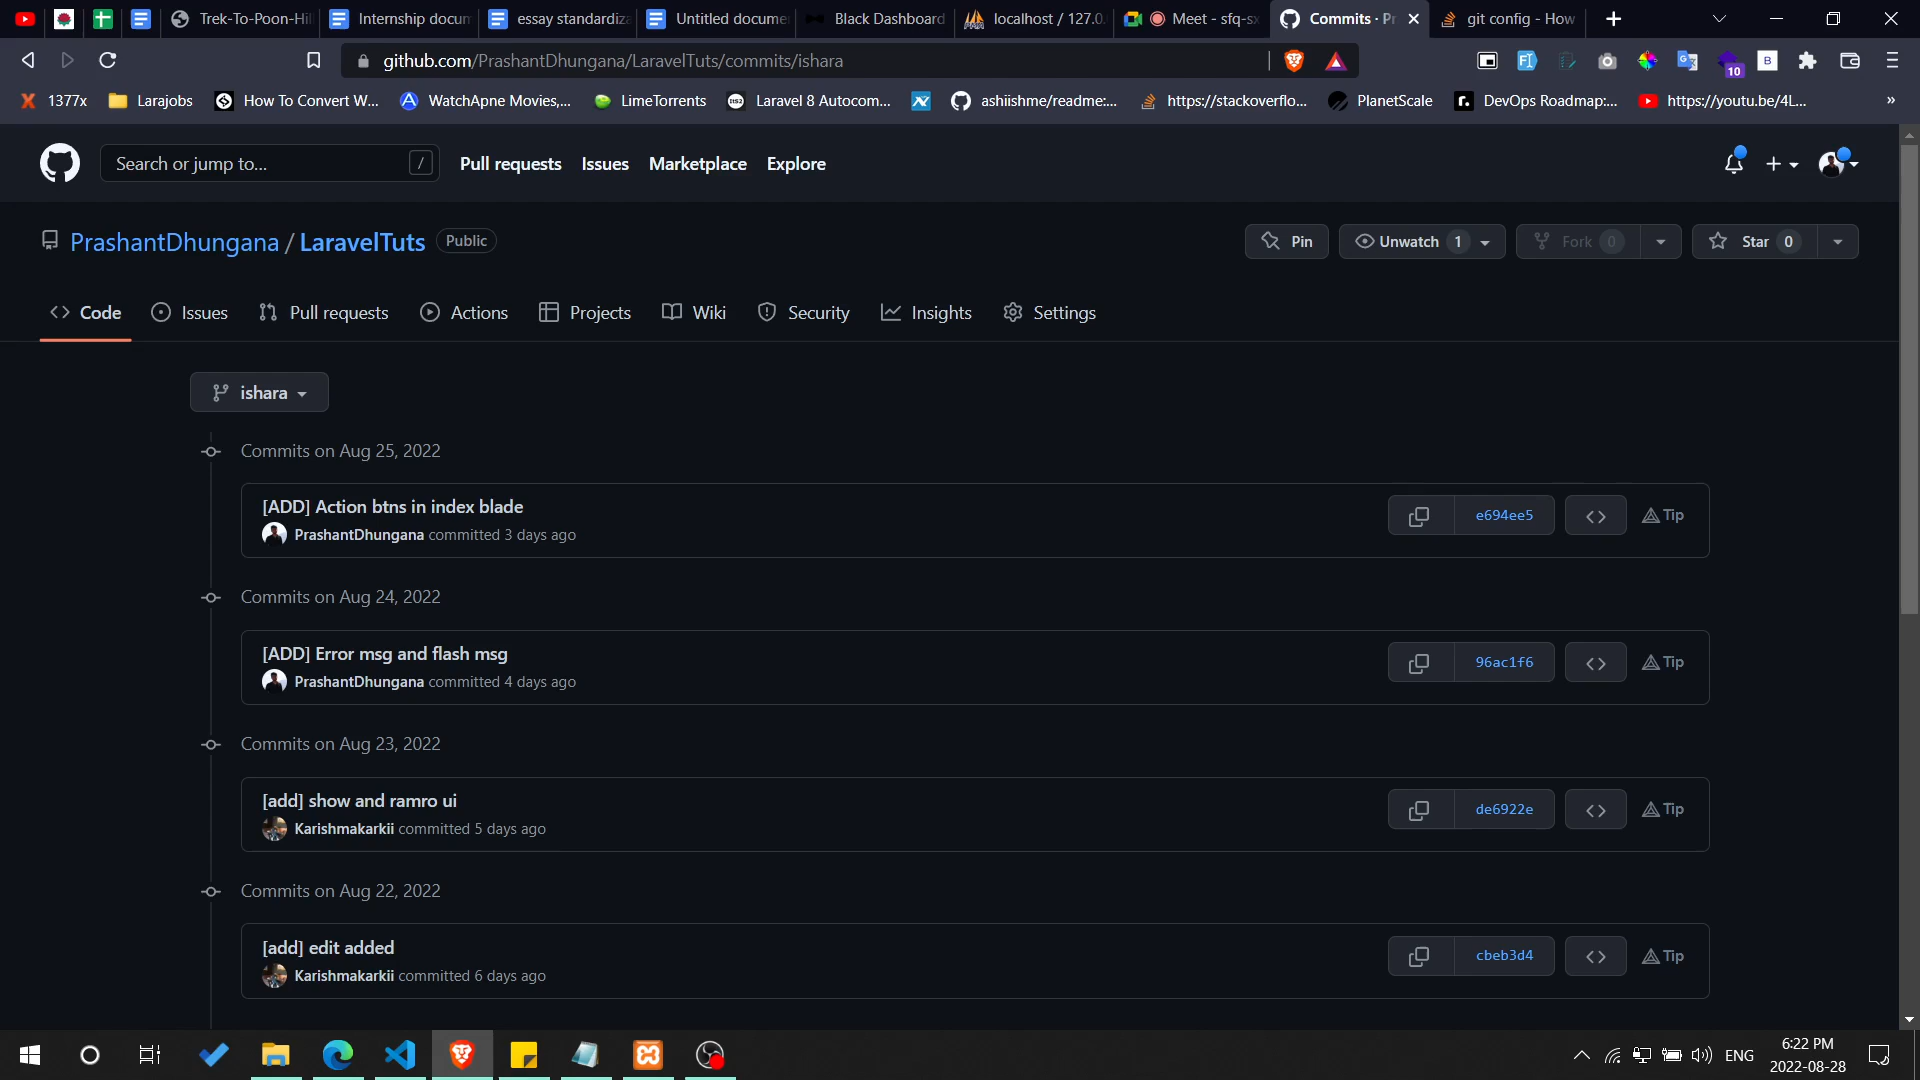 Trek-To-Poon-Hil
Internship docum
essay standardiza
Untitled docume
Black Dashboard
localhost / 127.0.
Meet - sfq-sx
Commits · Pr
git config - How
github.com/PrashantDhungana/LaravelTuts/commits/ishara
10
B
1377x
Larajobs
How To Convert W...
WatchApne Movies,...
LimeTorrents
Laravel 8 Autocom...
ashiishme/readme:...
https://stackoverflo...
PlanetScale
DevOps Roadmap:...
https://youtu.be/4L...
»
Search or jump to...
/
Pull requests
Issues
Marketplace
Explore
PrashantDhungana / LaravelTuts
Public
Pin
Unwatch 1
Fork 0
Star 0
Code
Issues
Pull requests
Actions
Projects
Wiki
Security
Insights
Settings
ishara
Commits on Aug 25, 2022
[ADD] Action btns in index blade
PrashantDhungana committed 3 days ago
e694ee5
Tip
Commits on Aug 24, 2022
[ADD] Error msg and flash msg
PrashantDhungana committed 4 days ago
96ac1f6
Tip
Commits on Aug 23, 2022
[add] show and ramro ui
Karishmakarkii committed 5 days ago
de6922e
Tip
Commits on Aug 22, 2022
[add] edit added
Karishmakarkii committed 6 days ago
cbeb3d4
Tip
ENG
6:22 PM
2022-08-28